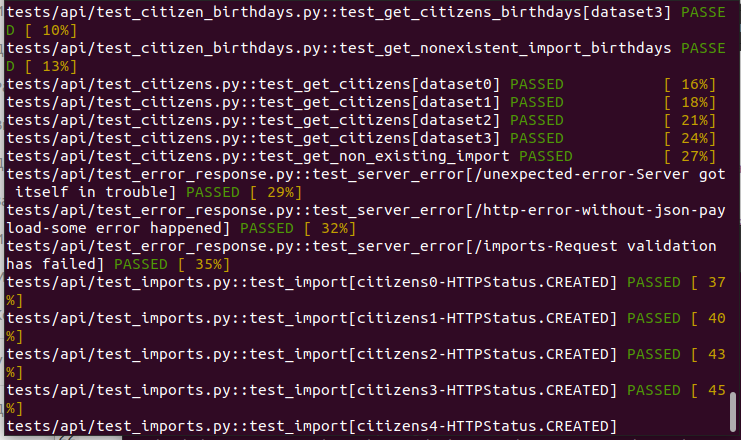 tests/api/test_citizen_birthdays.py::test_get_citizens_birthdays[dataset3] PASSE
D [ 10%]
tests/api/test_citizen_birthdays.py::test_get_nonexistent_import_birthdays PASSE
D [ 13%]
tests/api/test_citizens.py::test_get_citizens[dataset0] PASSED           [ 16%]
tests/api/test_citizens.py::test_get_citizens[dataset1] PASSED           [ 18%]
tests/api/test_citizens.py::test_get_citizens[dataset2] PASSED           [ 21%]
tests/api/test_citizens.py::test_get_citizens[dataset3] PASSED           [ 24%]
tests/api/test_citizens.py::test_get_non_existing_import PASSED          [ 27%]
tests/api/test_error_response.py::test_server_error[/unexpected-error-Server got
 itself in trouble] PASSED [ 29%]
tests/api/test_error_response.py::test_server_error[/http-error-without-json-pay
load-some error happened] PASSED [ 32%]
tests/api/test_error_response.py::test_server_error[/imports-Request validation
has failed] PASSED [ 35%]
tests/api/test_imports.py::test_import[citizens0-HTTPStatus.CREATED] PASSED [ 37
%]
tests/api/test_imports.py::test_import[citizens1-HTTPStatus.CREATED] PASSED [ 40
%]
tests/api/test_imports.py::test_import[citizens2-HTTPStatus.CREATED] PASSED [ 43
%]
tests/api/test_imports.py::test_import[citizens3-HTTPStatus.CREATED] PASSED [ 45
%]
tests/api/test_imports.py::test_import[citizens4-HTTPStatus.CREATED]